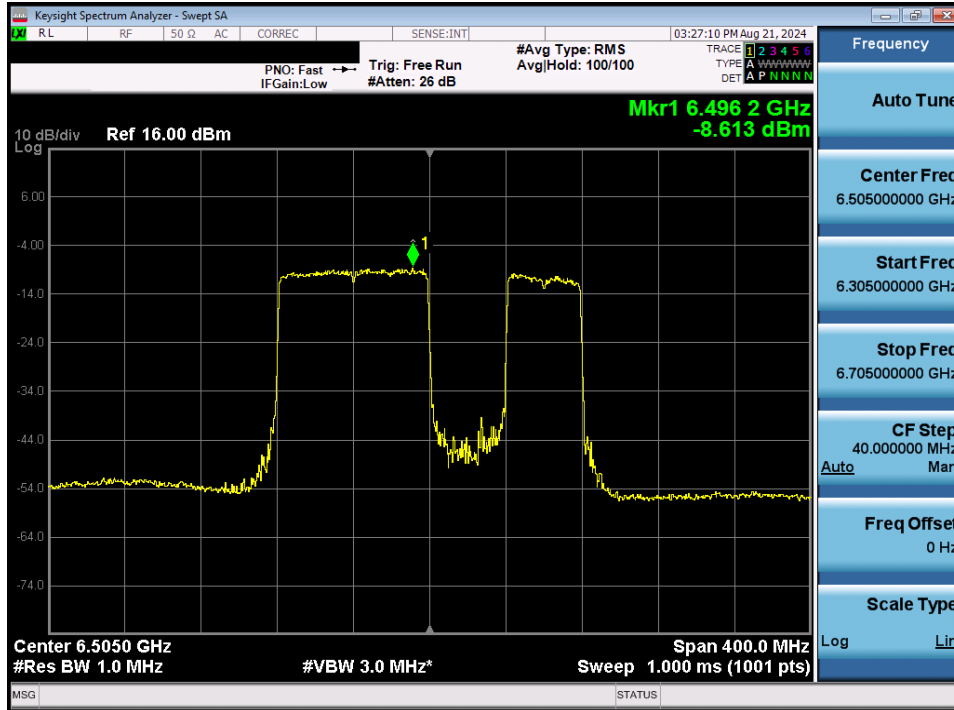 Keysight Spectrum Analyzer - Swept SA
LXI RL RF 50 Ω AC CORREC SENSE:INT 03:27:10 PM Aug 21, 2024
PNO: Fast Trig: Free Run #Avg Type: RMS TRACE 1 2 3 4 5 6
IFGain:Low #Atten: 26 dB Avg|Hold: 100/100 TYPE A WWWWW
DET A P N N N N
Mkr1 6.496 2 GHz
-8.613 dBm
10 dB/div Ref 16.00 dBm
Log
6.00
1
-4.00
-14.0
-24.0
-34.0
-44.0
-54.0
-64.0
-74.0
Center 6.5050 GHz Span 400.0 MHz
#Res BW 1.0 MHz #VBW 3.0 MHz* Sweep 1.000 ms (1001 pts)
MSG STATUS
Frequency
Auto Tune
Center Freq
6.505000000 GHz
Start Freq
6.305000000 GHz
Stop Freq
6.705000000 GHz
CF Step
40.000000 MHz
Auto Man
Freq Offset
0 Hz
Scale Type
Log Lin